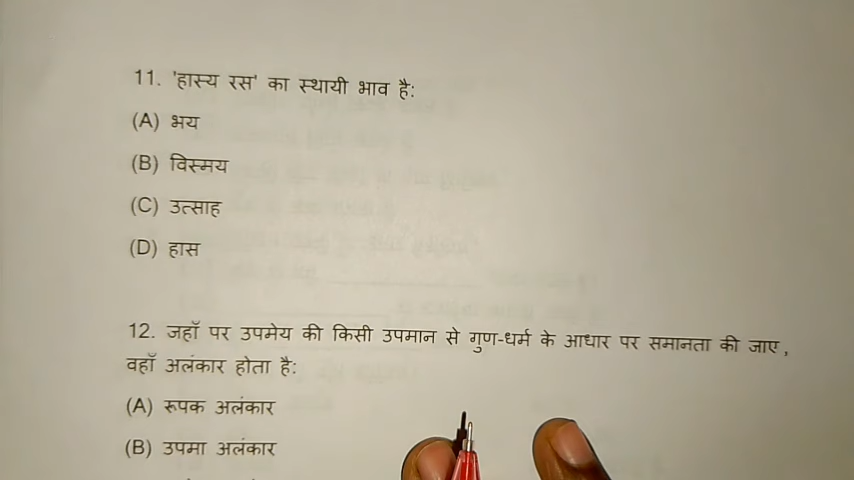 11. 'हास्य रस' का स्थायी भाव है:
(A) भय
(B) विस्मय
(C) उत्साह
(D) हास
12. जहाँ पर उपमेय की किसी उपमान से गुण-धर्म के आधार पर समानता की जाए,
वहाँ अलंकार होता है:
(A) रूपक अलंकार
(B) उपमा अलंकार